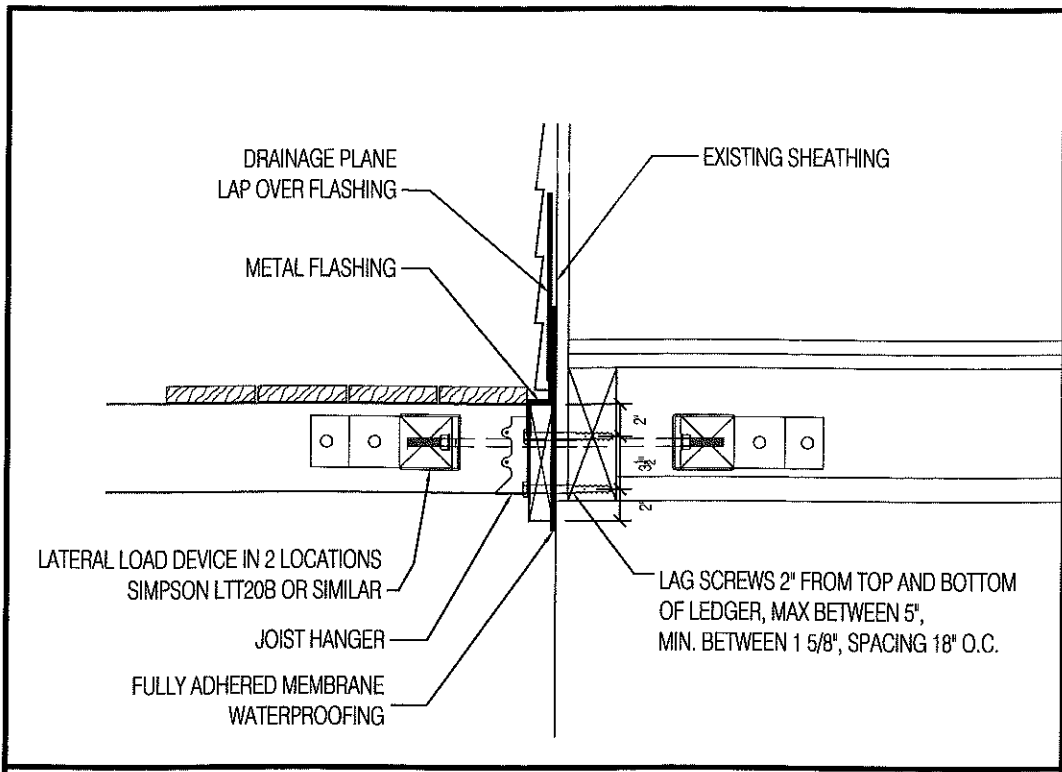 DRAINAGE PLANE
LAP OVER FLASHING
EXISTING SHEATHING
METAL FLASHING
2"
3½"
2"
LATERAL LOAD DEVICE IN 2 LOCATIONS
SIMPSON LTT20B OR SIMILAR
JOIST HANGER
FULLY ADHERED MEMBRANE
WATERPROOFING
LAG SCREWS 2" FROM TOP AND BOTTOM
OF LEDGER, MAX BETWEEN 5",
MIN. BETWEEN 1 5/8", SPACING 18" O.C.